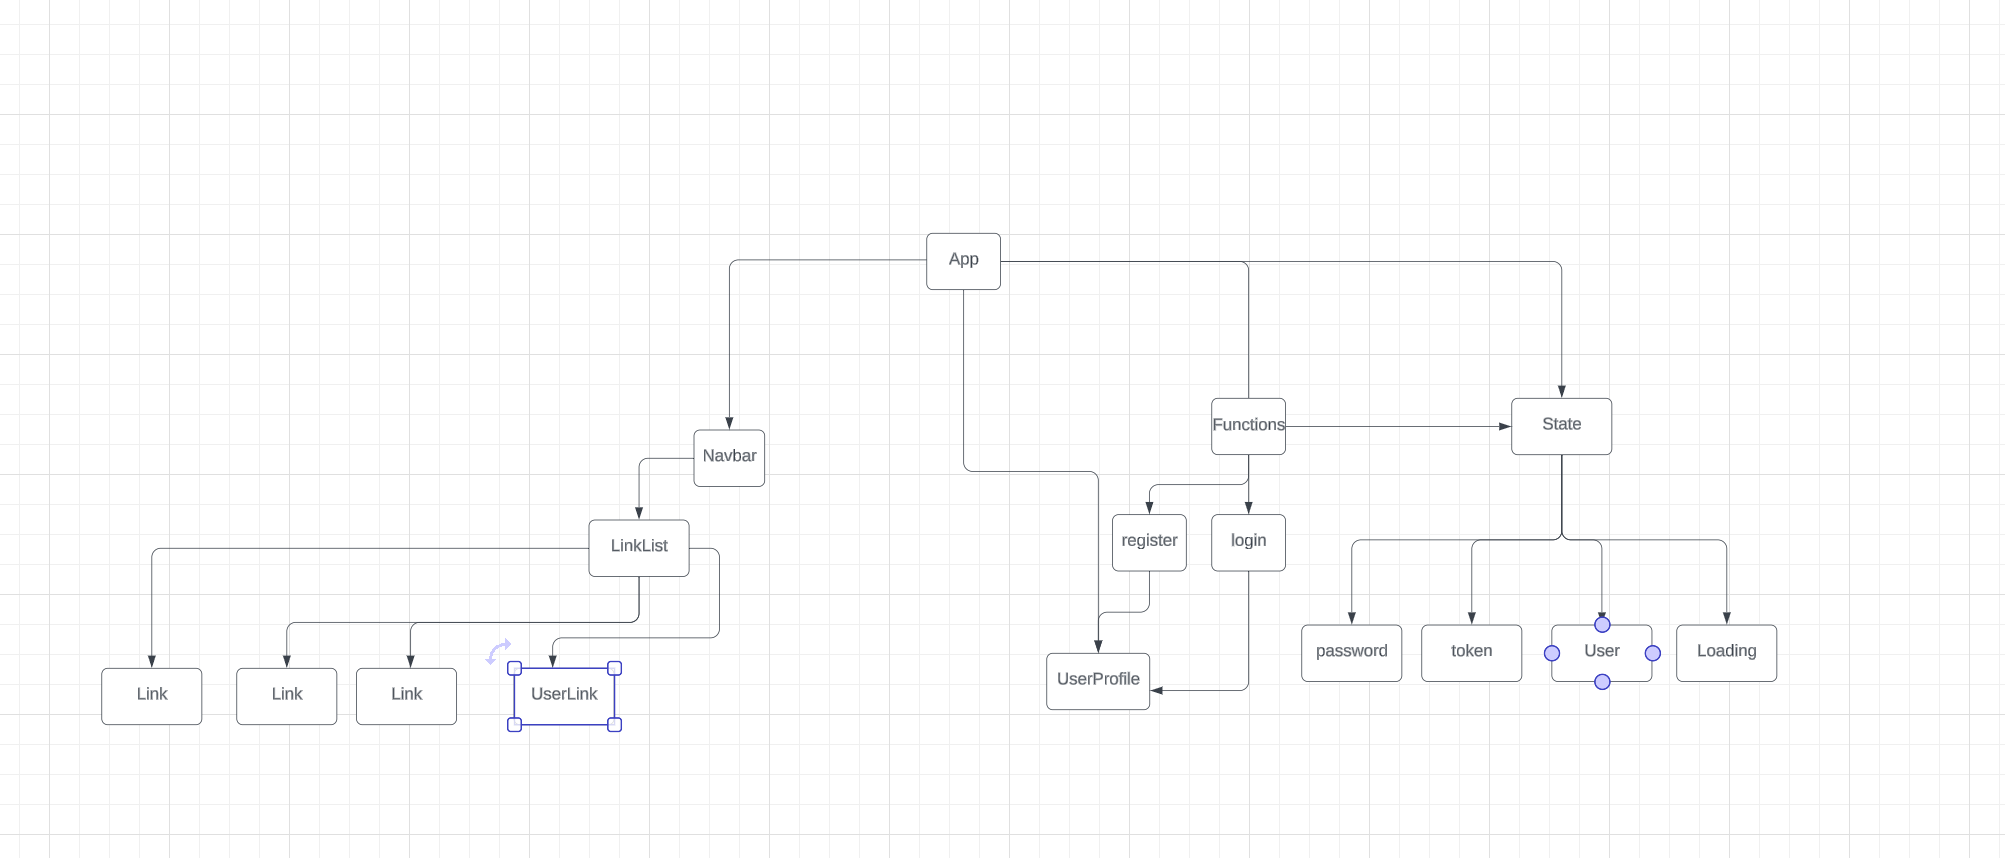 App
Functions
State
Navbar
LinkList
register
login
password
token
User
Loading
UserProfile
Link
Link
Link
UserLink